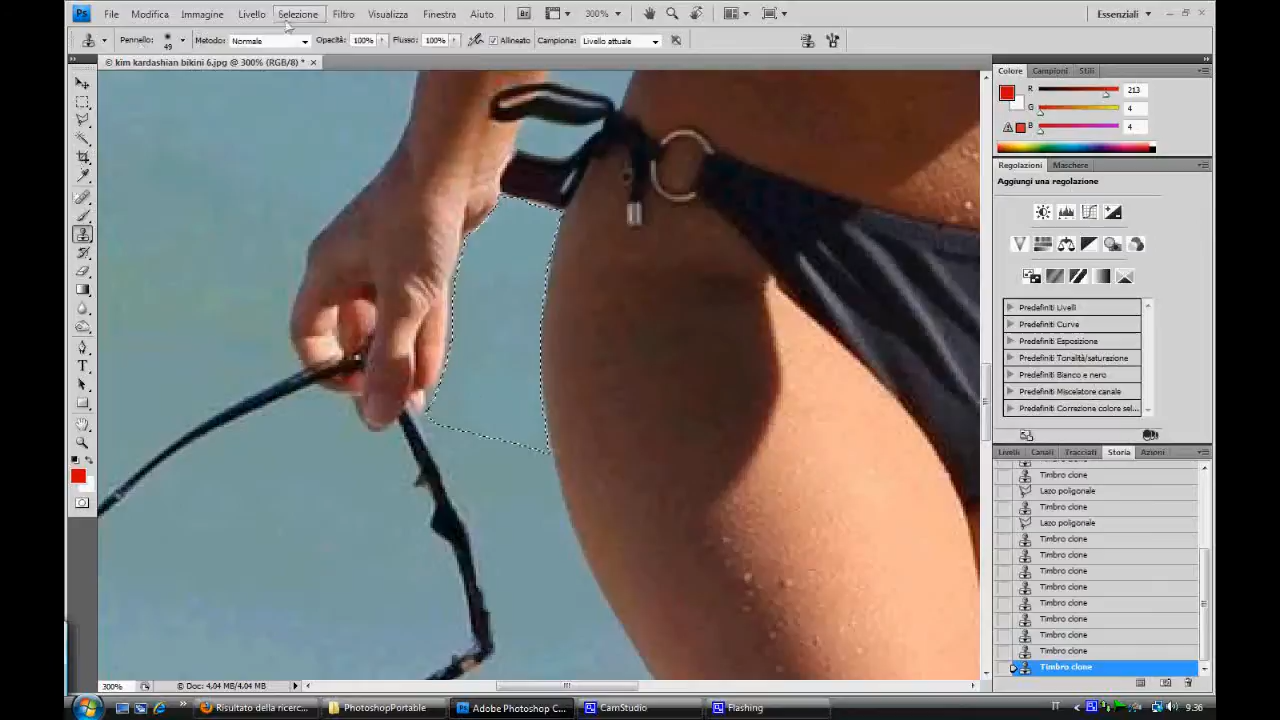 Ps File Modifica Immagine Livello Selezione Filtro Visualizza Finestra Aiuto Br 300% Essenziali
Pennello: 49 Metodo: Normale Opacità: 100% Flusso: 100% Allineato Campiona: Livello attuale
© kim kardashian bikini 6.jpg @ 300% (RGB/8) *
Colore Campioni Stili
R 213
G 4
B 4
Regolazioni Maschere
Aggiungi una regolazione
Predefiniti Livelli
Predefiniti Curve
Predefiniti Esposizione
Predefiniti Tonalità/saturazione
Predefiniti Bianco e nero
Predefiniti Miscelatore canale
Predefiniti Correzione colore sel...
Livelli Canali Tracciati Storia Azioni
Timbro clone
Lazo poligonale
Timbro clone
Lazo poligonale
Timbro clone
Timbro clone
Timbro clone
Timbro clone
Timbro clone
Timbro clone
Timbro clone
Timbro clone
Timbro clone
300% © Doc: 4,04 MB/4,04 MB
Risultato della ricerc... PhotoshopPortable Adobe Photoshop C... CamStudio Flashing IT 9.36